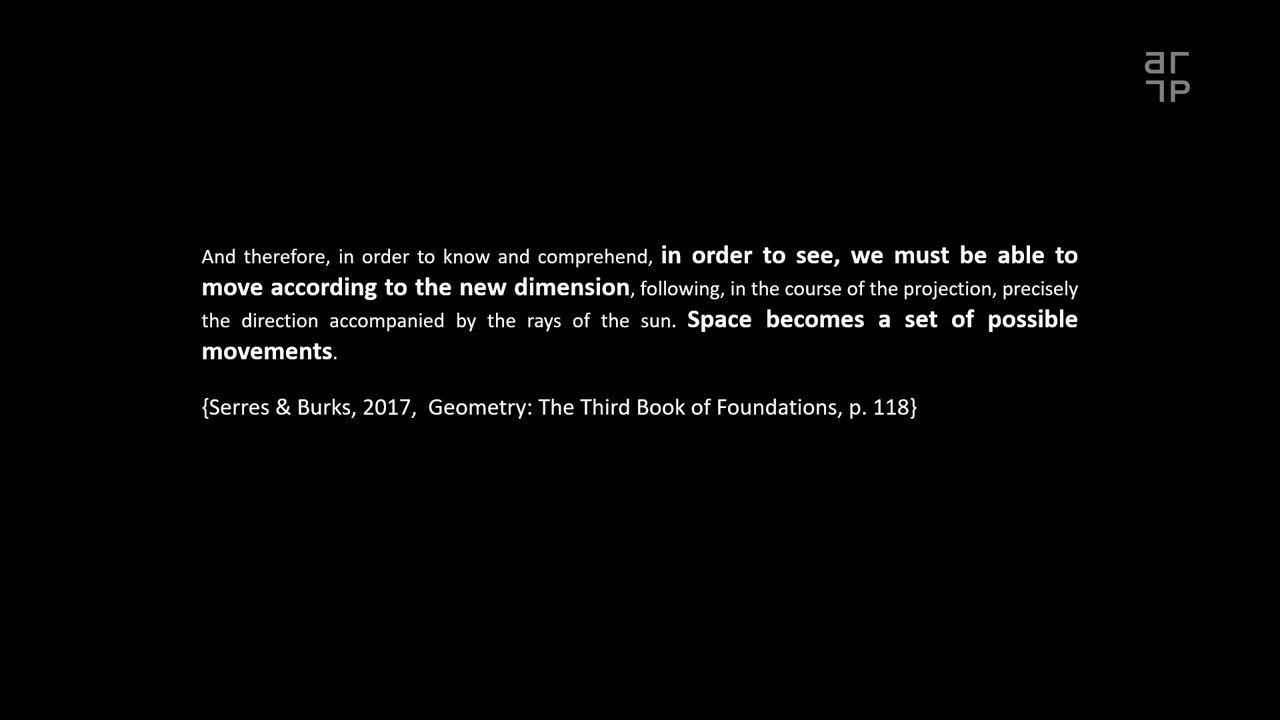 ar
LP
And therefore, in order to know and comprehend, in order to see, we must be able to
move according to the new dimension, following, in the course of the projection, precisely
the direction accompanied by the rays of the sun. Space becomes a set of possible
movements.
{Serres & Burks, 2017, Geometry: The Third Book of Foundations, p. 118}